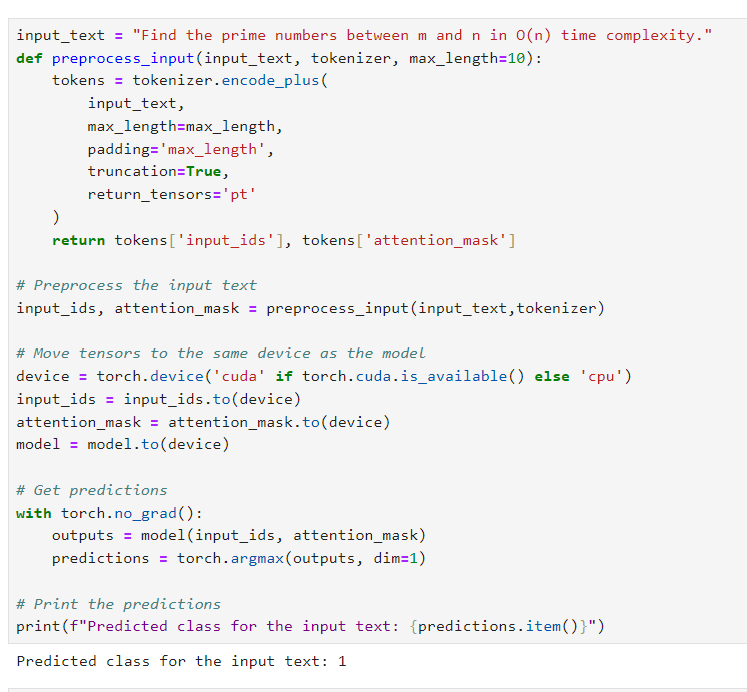 input_text = "Find the prime numbers between m and n in O(n) time complexity."
def preprocess_input(input_text, tokenizer, max_length=10):
    tokens = tokenizer.encode_plus(
        input_text,
        max_length=max_length,
        padding='max_length',
        truncation=True,
        return_tensors='pt'
    )
    return tokens['input_ids'], tokens['attention_mask']

# Preprocess the input text
input_ids, attention_mask = preprocess_input(input_text,tokenizer)

# Move tensors to the same device as the model
device = torch.device('cuda' if torch.cuda.is_available() else 'cpu')
input_ids = input_ids.to(device)
attention_mask = attention_mask.to(device)
model = model.to(device)

# Get predictions
with torch.no_grad():
    outputs = model(input_ids, attention_mask)
    predictions = torch.argmax(outputs, dim=1)

# Print the predictions
print(f"Predicted class for the input text: {predictions.item()}")
Predicted class for the input text: 1